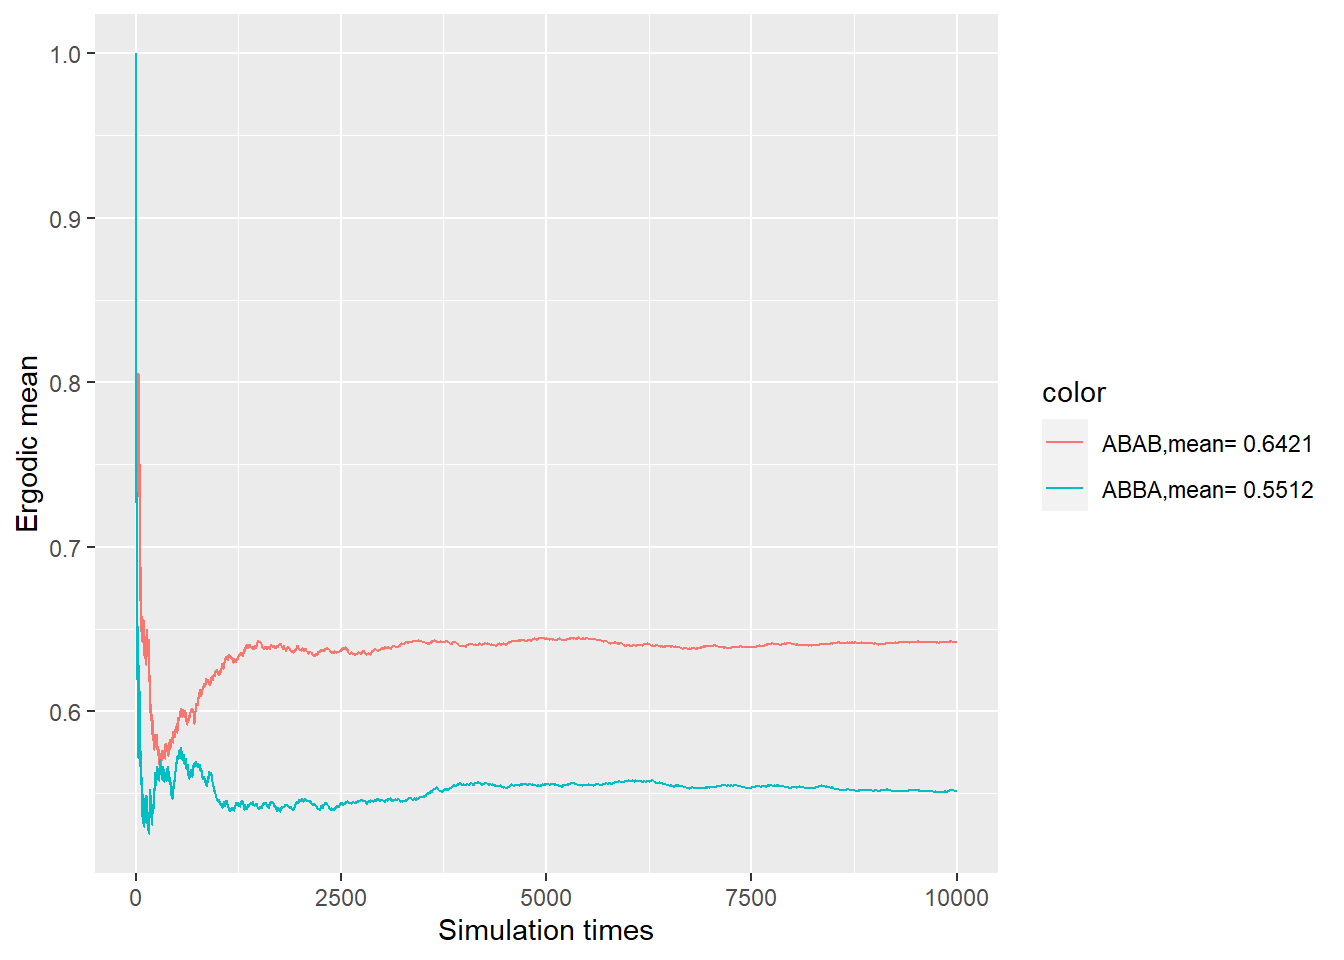 1.0
0.9
0.8
0.7
0.6
Ergodic mean
0
2500
5000
7500
10000
Simulation times
color
ABAB,mean= 0.6421
ABBA,mean= 0.5512